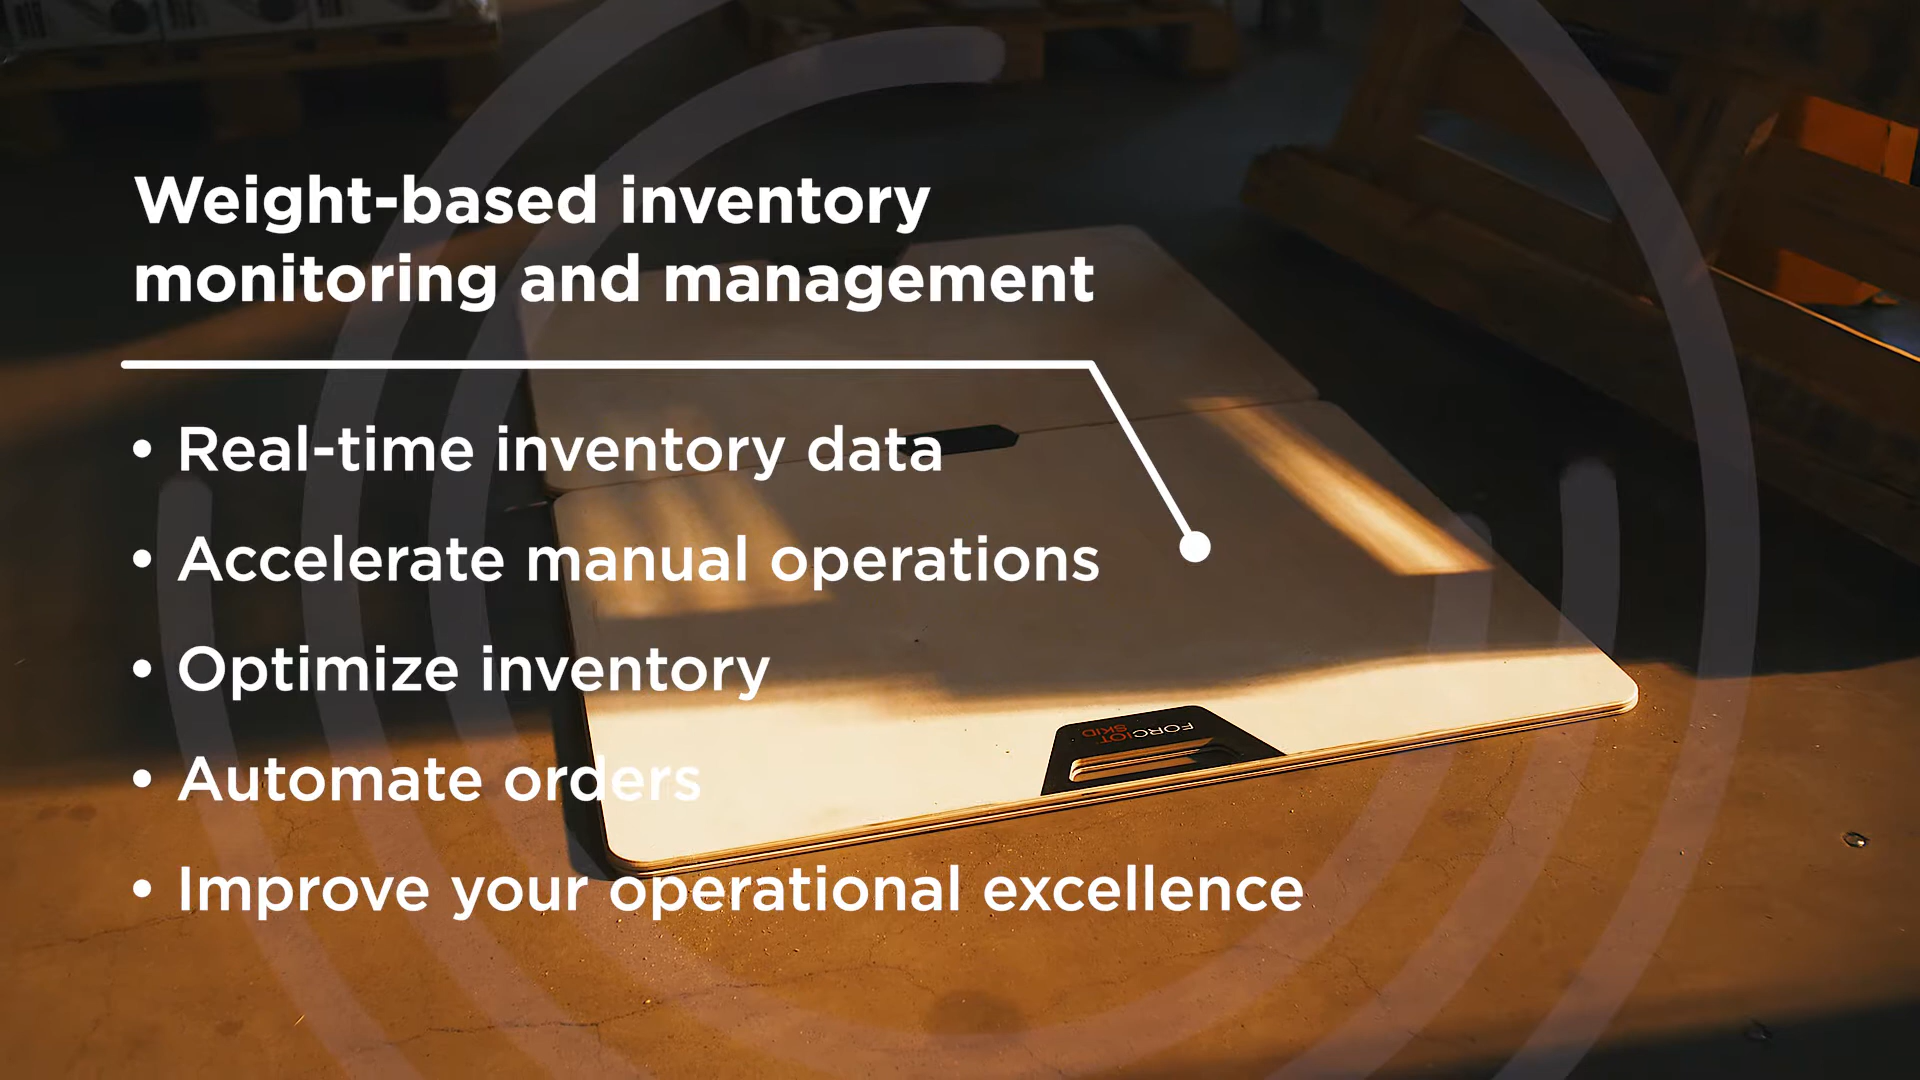 Weight-based inventory
monitoring and management
• Real-time inventory data
• Accelerate manual operations
• Optimize inventory
• Automate orders
• Improve your operational excellence
FORCIOT
SKID